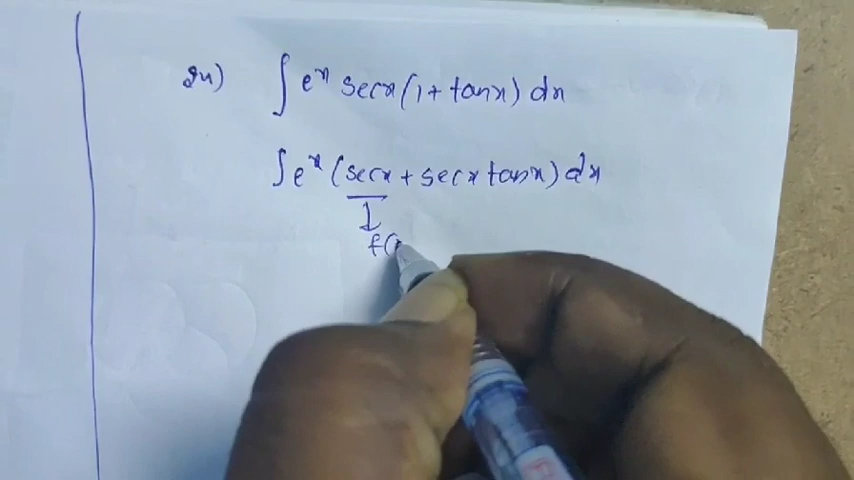 24) ∫ eˣ secx(1 + tanx) dx
∫ eˣ (secx + secx tanx) dx
↓
f(x